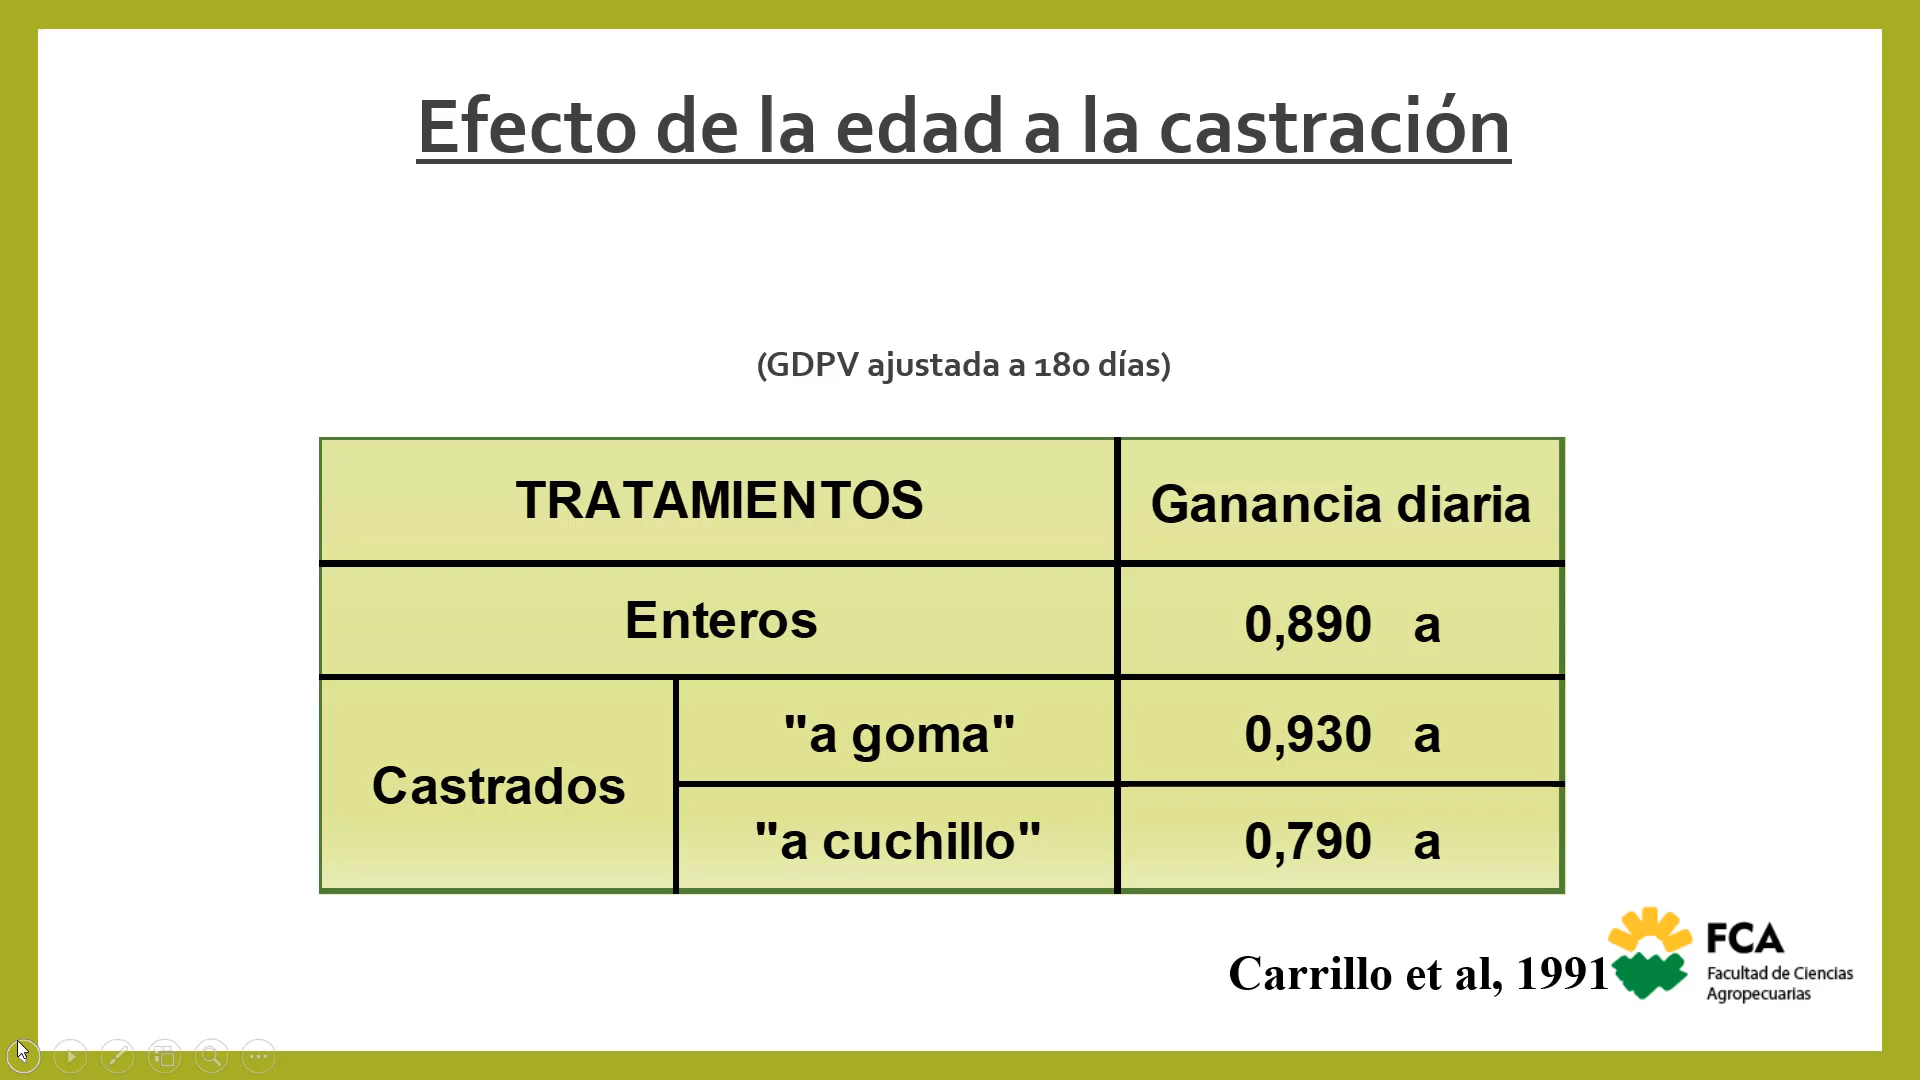 Efecto de la edad a la castración
(GDPV ajustada a 180 días)
TRATAMIENTOS
Ganancia diaria
Enteros
0,890 a
Castrados
"a goma"
0,930 a
"a cuchillo"
0,790 a
Carrillo et al, 1991
FCA
Facultad de Ciencias
Agropecuarias